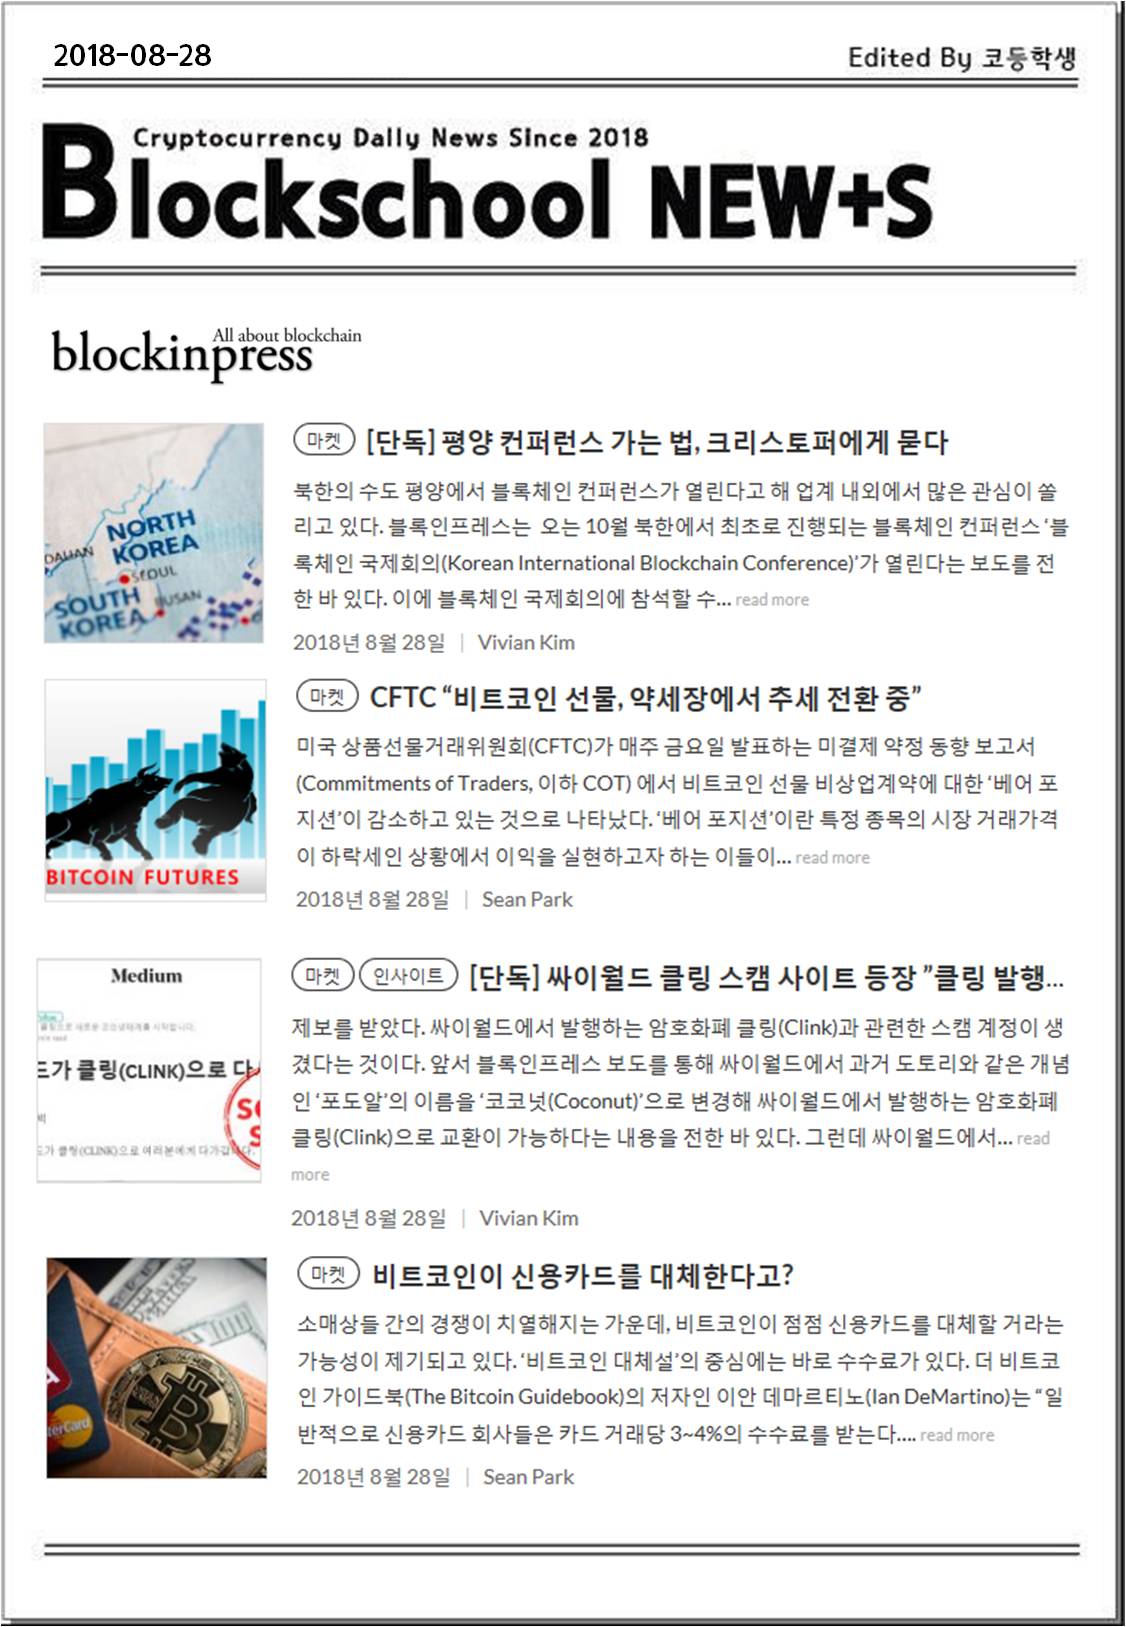 2018-08-28
Edited By 코등학생
Cryptocurrency Daily News Since 2018
Blockschool NEW+S
All about blockchain
blockinpress
NORTH
KOREA
DALIAN
SEOUL
SOUTH
KOREA
BUSAN
마켓 [단독] 평양 컨퍼런스 가는 법, 크리스토퍼에게 묻다
북한의 수도 평양에서 블록체인 컨퍼런스가 열린다고 해 업계 내외에서 많은 관심이 쏠
리고 있다. 블록인프레스는 오는 10월 북한에서 최초로 진행되는 블록체인 컨퍼런스 ‘블
록체인 국제회의(Korean International Blockchain Conference)’가 열린다는 보도를 전
한 바 있다. 이에 블록체인 국제회의에 참석할 수... read more
2018년 8월 28일 | Vivian Kim
BITCOIN FUTURES
마켓 CFTC “비트코인 선물, 약세장에서 추세 전환 중”
미국 상품선물거래위원회(CFTC)가 매주 금요일 발표하는 미결제 약정 동향 보고서
(Commitments of Traders, 이하 COT) 에서 비트코인 선물 비상업계약에 대한 ‘베어 포
지션’이 감소하고 있는 것으로 나타났다. ‘베어 포지션’이란 특정 종목의 시장 거래가격
이 하락세인 상황에서 이익을 실현하고자 하는 이들이... read more
2018년 8월 28일 | Sean Park
Medium
드가 클링(CLINK)으로 다
드가 클링(CLINK)으로 여러분에게 다가갑니다.
마켓 인사이트 [단독] 싸이월드 클링 스캠 사이트 등장 ”클링 발행...
제보를 받았다. 싸이월드에서 발행하는 암호화폐 클링(Clink)과 관련한 스캠 계정이 생
겼다는 것이다. 앞서 블록인프레스 보도를 통해 싸이월드에서 과거 도토리와 같은 개념
인 ‘포도알’의 이름을 ‘코코넛(Coconut)’으로 변경해 싸이월드에서 발행하는 암호화폐
클링(Clink)으로 교환이 가능하다는 내용을 전한 바 있다. 그런데 싸이월드에서... read
more
2018년 8월 28일 | Vivian Kim
마켓 비트코인이 신용카드를 대체한다고?
소매상들 간의 경쟁이 치열해지는 가운데, 비트코인이 점점 신용카드를 대체할 거라는
가능성이 제기되고 있다. ‘비트코인 대체설’의 중심에는 바로 수수료가 있다. 더 비트코
인 가이드북(The Bitcoin Guidebook)의 저자인 이안 데마르티노(Ian DeMartino)는 “일
반적으로 신용카드 회사들은 카드 거래당 3~4%의 수수료를 받는다.... read more
2018년 8월 28일 | Sean Park